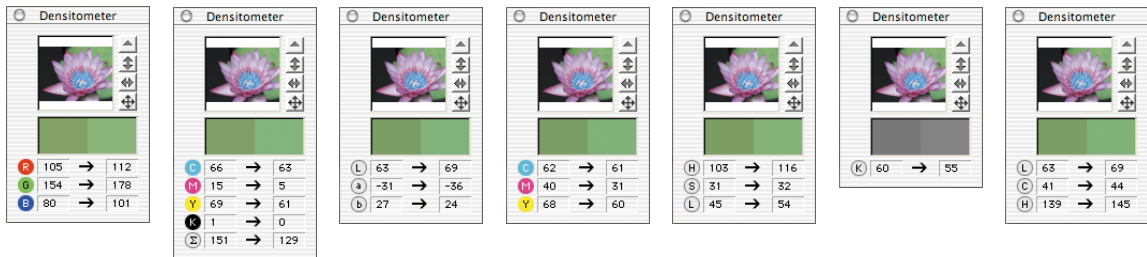 Densitometer
R 105 → 112
G 154 → 178
B 80 → 101
Densitometer
C 66 → 63
M 15 → 5
Y 69 → 61
K 1 → 0
Σ 151 → 129
Densitometer
L 63 → 69
a -31 → -36
b 27 → 24
Densitometer
C 62 → 61
M 40 → 31
Y 68 → 60
Densitometer
H 103 → 116
S 31 → 32
L 45 → 54
Densitometer
K 60 → 55
Densitometer
L 63 → 69
C 41 → 44
H 139 → 145